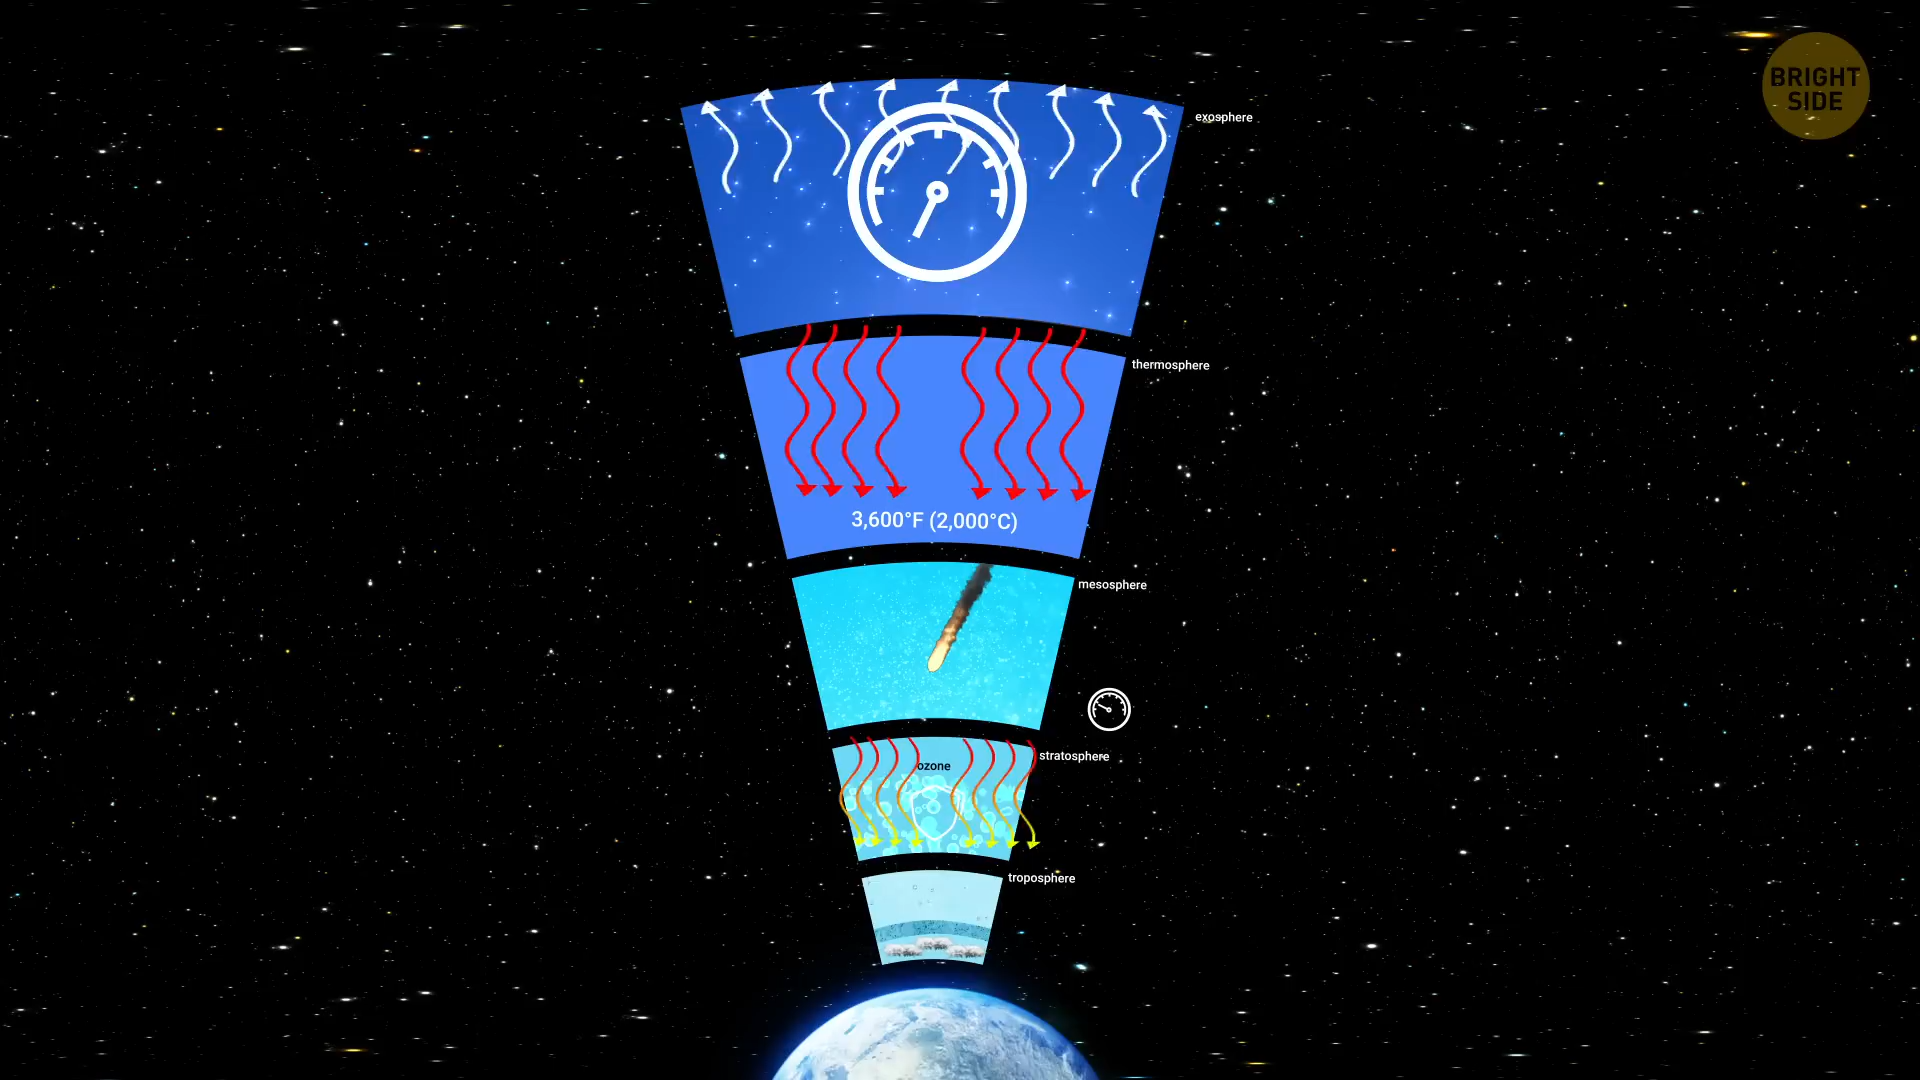 BRIGHT
SIDE
exosphere
thermosphere
3,600°F (2,000°C)
mesosphere
stratosphere
ozone
troposphere